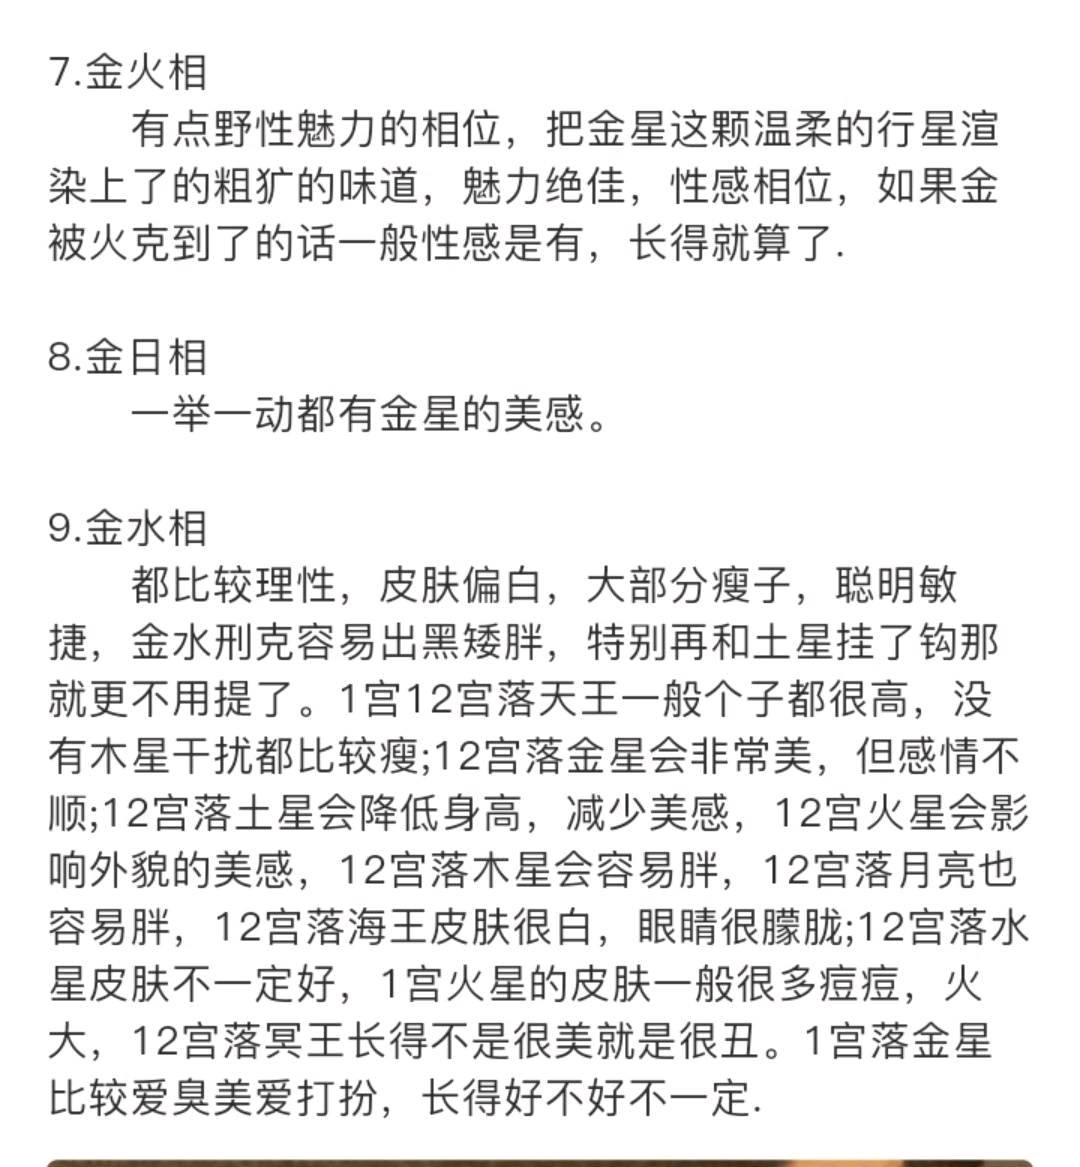 7.金火相
有点野性魅力的相位，把金星这颗温柔的行星渲
染上了的粗犷的味道，魅力绝佳，性感相位，如果金
被火克到了的话一般性感是有，长得就算了.
8.金日相
一举一动都有金星的美感。
9.金水相
都比较理性，皮肤偏白，大部分瘦子，聪明敏
捷，金水刑克容易出黑矮胖，特别再和土星挂了钩那
就更不用提了。1宫12宫落天王一般个子都很高，没
有木星干扰都比较瘦;12宫落金星会非常美，但感情不
顺;12宫落土星会降低身高，减少美感，12宫火星会影
响外貌的美感，12宫落木星会容易胖，12宫落月亮也
容易胖，12宫落海王皮肤很白，眼睛很朦胧;12宫落水
星皮肤不一定好，1宫火星的皮肤一般很多痘痘，火
大，12宫落冥王长得不是很美就是很丑。1宫落金星
比较爱臭美爱打扮，长得好不好不一定.